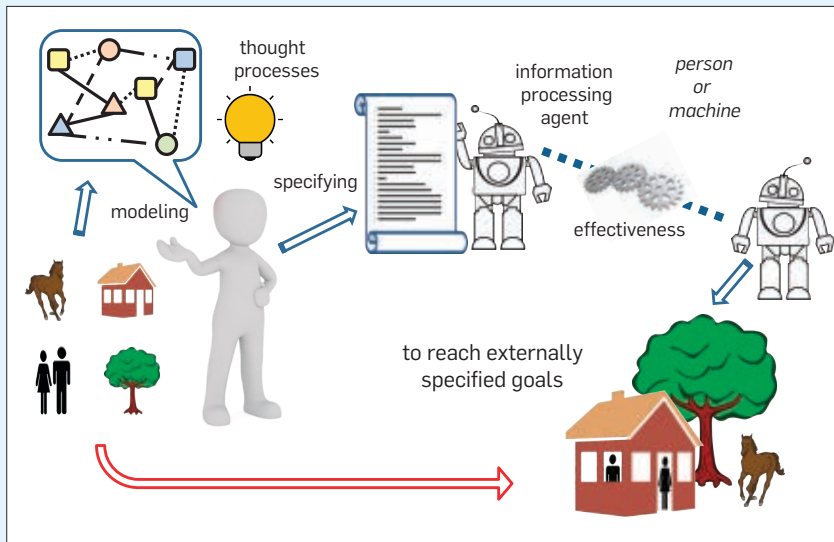 thought
processes
information
processing
agent
person
or
machine
modeling
specifying
effectiveness
to reach externally
specified goals